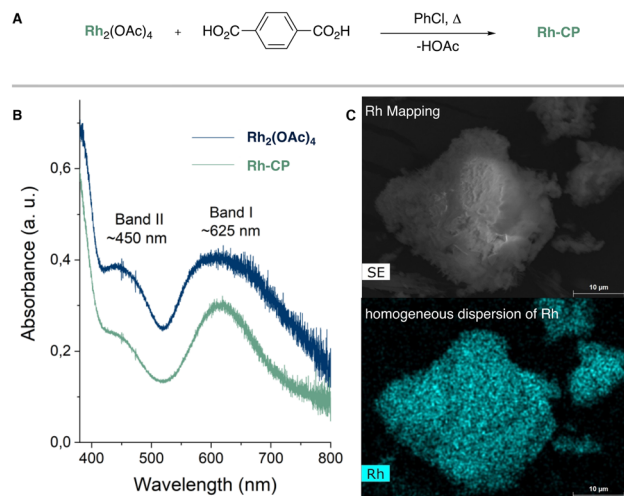 A
Rh₂(OAc)₄ + HO₂C CO₂H PhCl, Δ -HOAc Rh-CP
B
Rh₂(OAc)₄
Rh-CP
Band II
~450 nm
Band I
~625 nm
Absorbance (a. u.)
0,8
0,6
0,4
0,2
0,0
400 500 600 700 800
Wavelength (nm)
C
Rh Mapping
SE
10 µm
homogeneous dispersion of Rh
Rh
10 µm